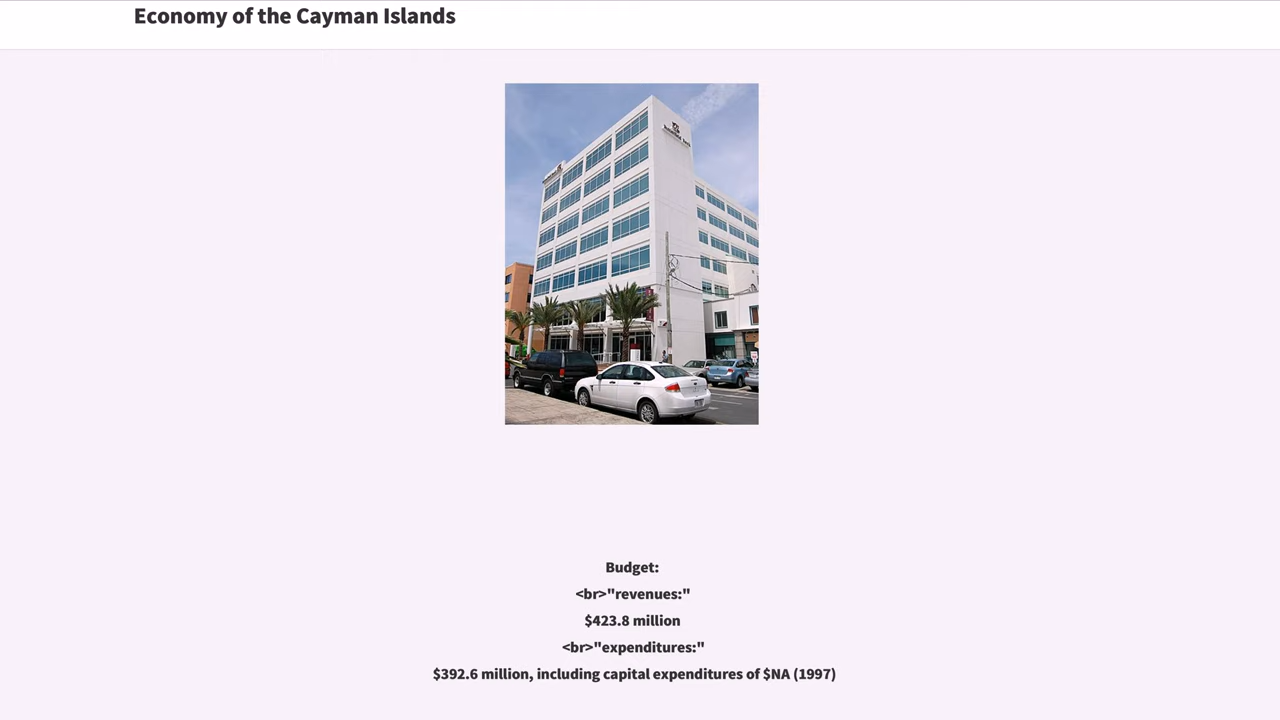 Economy of the Cayman Islands
Budget:
<br>"revenues:"
$423.8 million
<br>"expenditures:"
$392.6 million, including capital expenditures of $NA (1997)